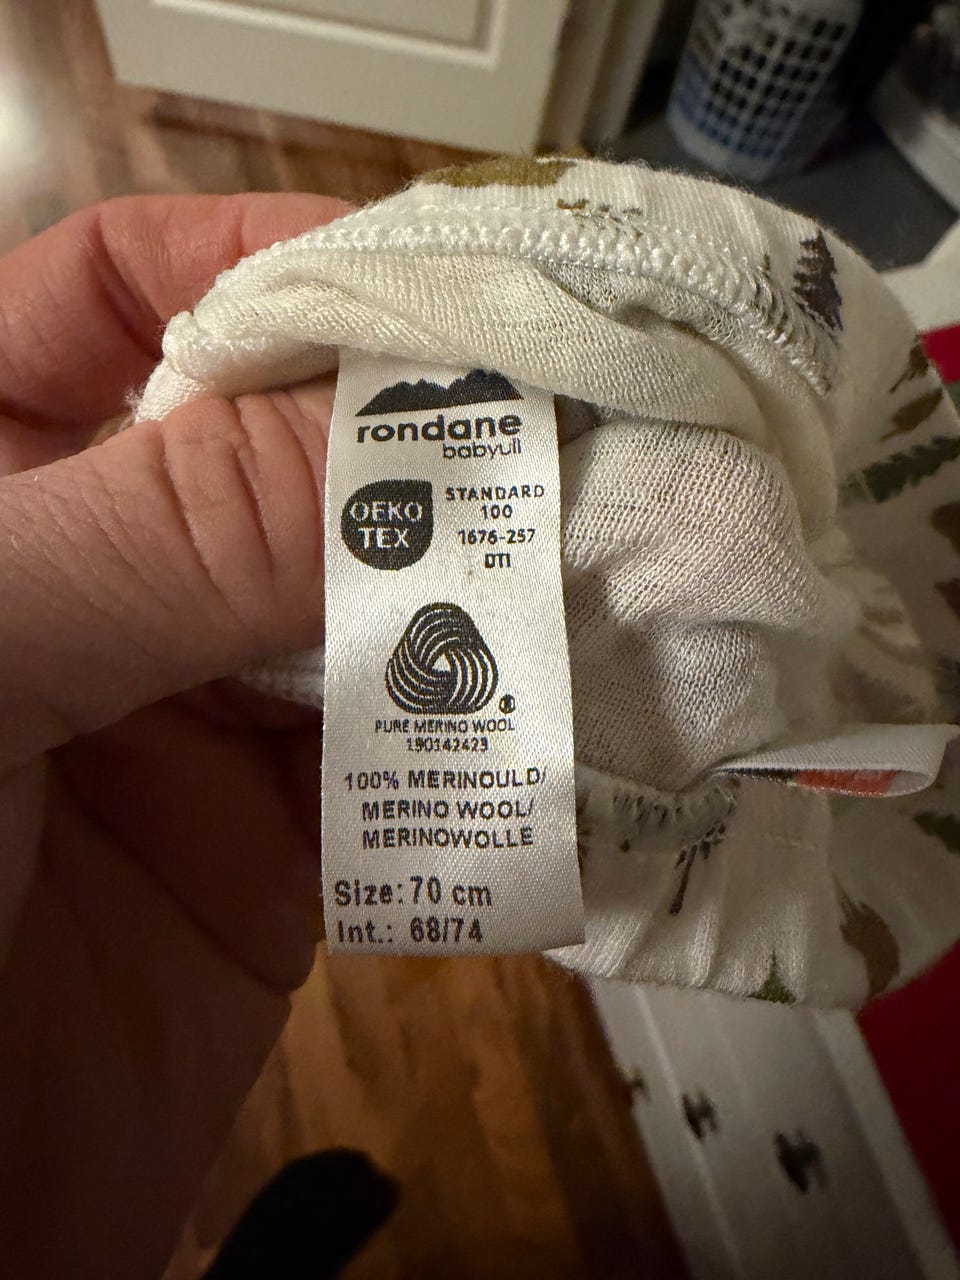 rondane
babyull
OEKO
TEX
STANDARD
100
1676-257
DTI
PURE MERINO WOOL
190142423
100% MERINOULD/
MERINO WOOL/
MERINOWOLLE
Size: 70 cm
Int.: 68/74